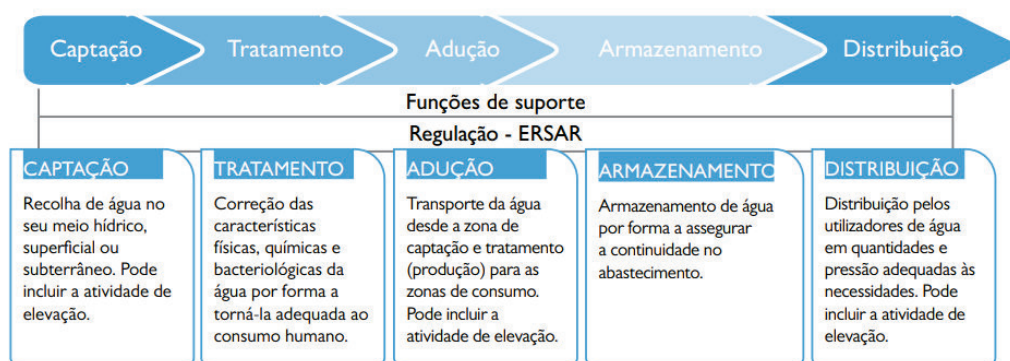 Captação
Tratamento
Adução
Armazenamento
Distribuição
Funções de suporte
Regulação - ERSAR
CAPTAÇÃO
Recolha de água no
seu meio hídrico,
superficial ou
subterrâneo. Pode
incluir a atividade de
elevação.
TRATAMENTO
Correção das
características
físicas, químicas e
bacteriológicas da
água por forma a
torná-la adequada ao
consumo humano.
ADUÇÃO
Transporte da água
desde a zona de
captação e tratamento
(produção) para as
zonas de consumo.
Pode incluir a
atividade de elevação.
ARMAZENAMENTO
Armazenamento de água
por forma a assegurar
a continuidade no
abastecimento.
DISTRIBUIÇÃO
Distribuição pelos
utilizadores de água
em quantidades e
pressão adequadas às
necessidades. Pode
incluir a atividade de
elevação.